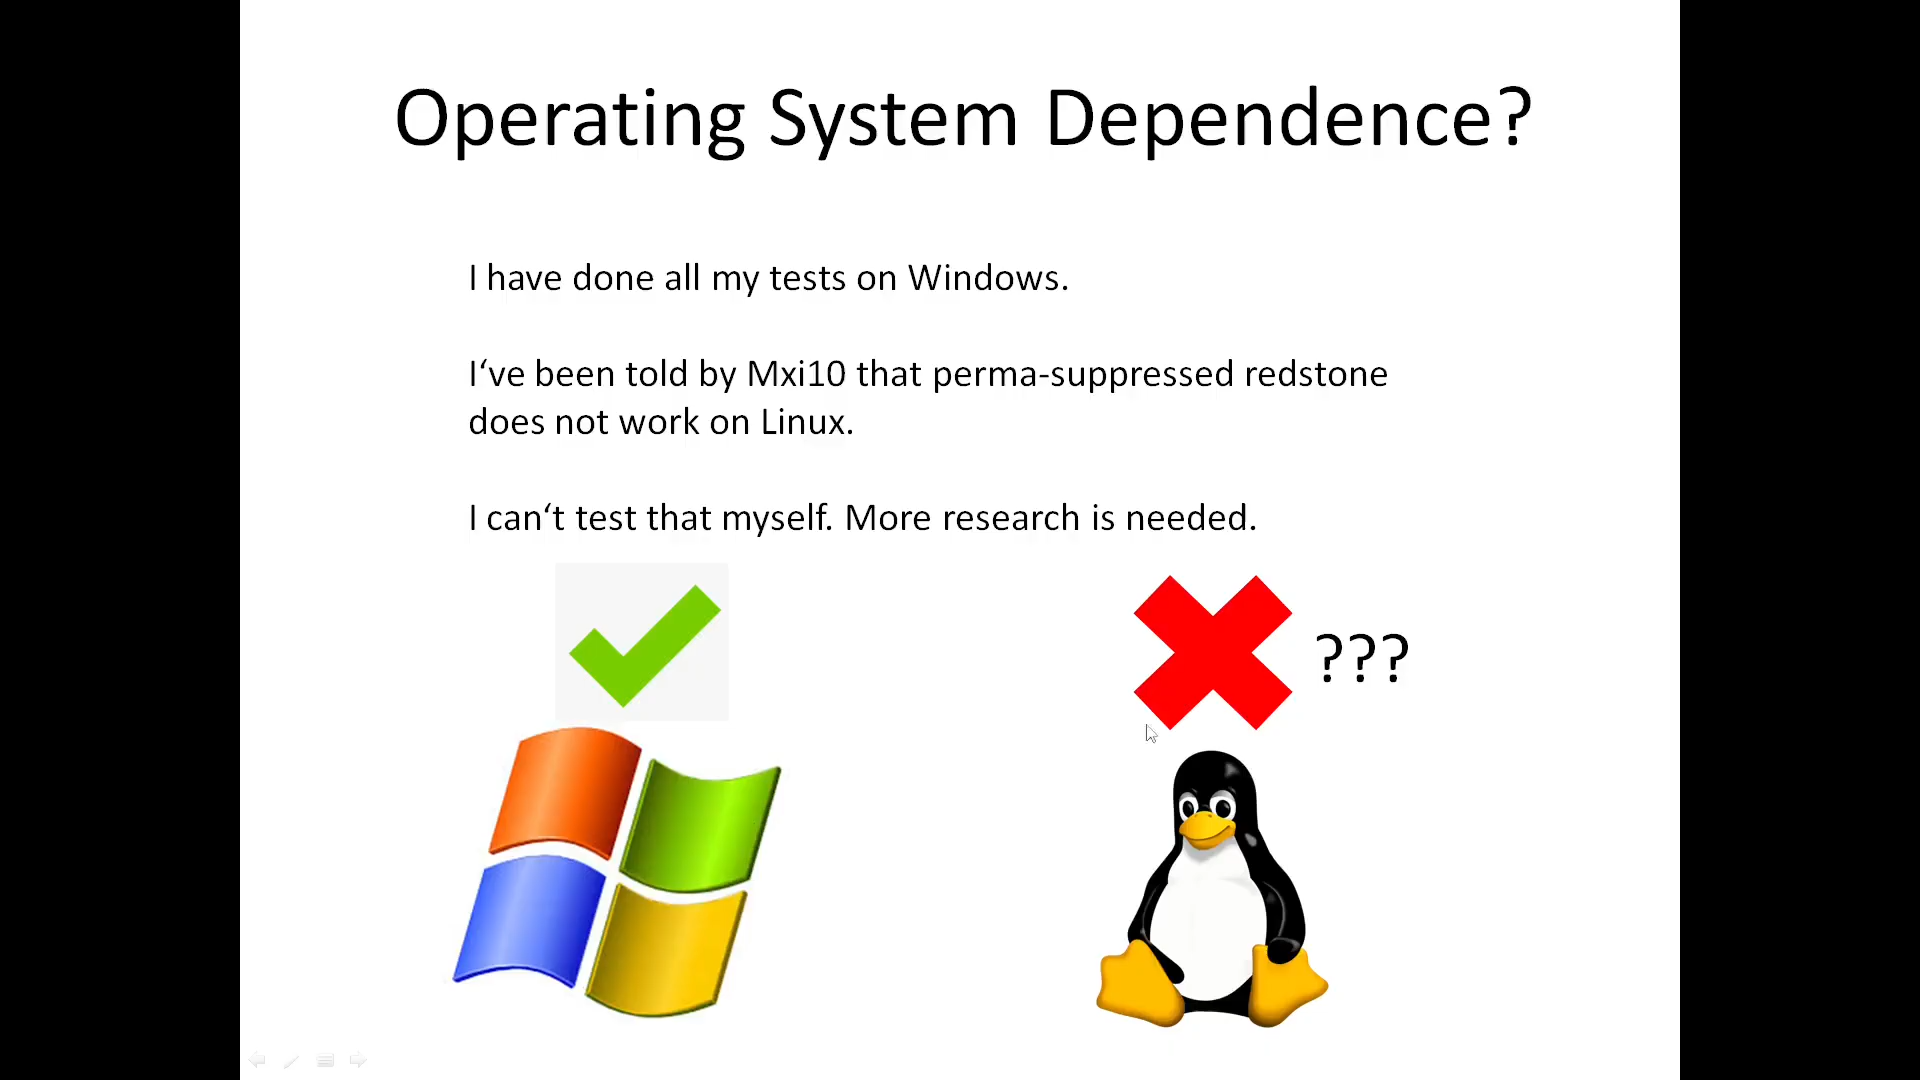 Operating System Dependence?
I have done all my tests on Windows.
I‘ve been told by Mxi10 that perma-suppressed redstone
does not work on Linux.
I can‘t test that myself. More research is needed.
???